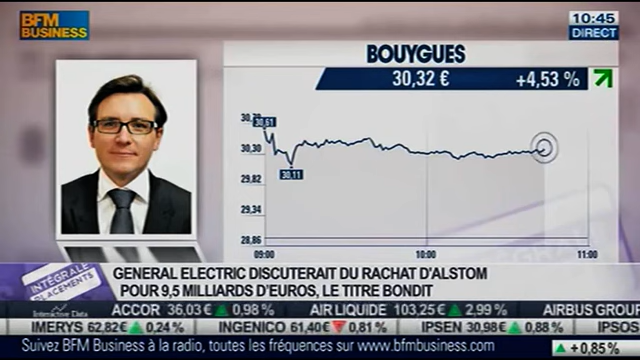 BFM
BUSINESS
10:45
DIRECT
BOUYGUES
30,32 € +4,53 %
30,61
30,30
30,11
29,82
29,34
28,86
09:00 10:00 11:00
INTÉGRALE
PLACEMENTS
GENERAL ELECTRIC DISCUTERAIT DU RACHAT D'ALSTOM
POUR 9,5 MILLIARDS D'EUROS, LE TITRE BONDIT
Interactive Data
ACCOR 36,03 € 0,98 % AIR LIQUIDE 103,25 € 2,99 % AIRBUS GROUP
IMERYS 62,82 € 0,24 % INGENICO 61,40 € 0,81 % IPSEN 30,98 € 0,88 %
Suivez BFM Business à la radio, toutes les fréquences sur www.bfmbusiness.com
+0,85%